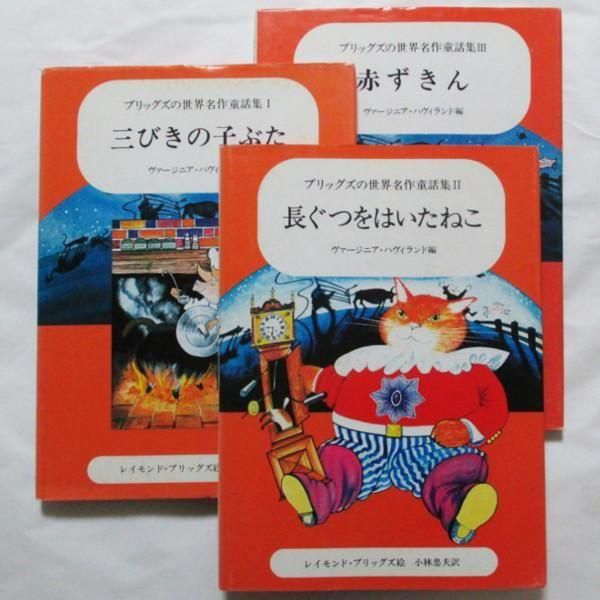 ブリッグズの世界名作童話集III
赤ずきん
ヴァージニア・ハヴィランド編
ブリッグズの世界名作童話集I
三びきの子ぶた
ヴァージニア・ハヴィ
レイモンド・ブリッグズ絵
ブリッグズの世界名作童話集II
長ぐつをはいたねこ
ヴァージニア・ハヴィランド編
レイモンド・ブリッグズ絵 小林忠夫訳